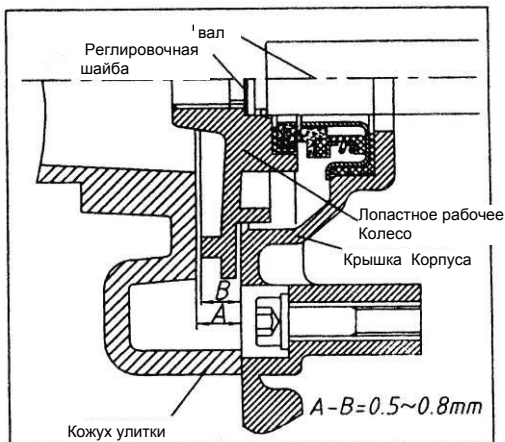 вал
Реглировочная
шайба
Лопастное рабочее
Колесо
Крышка Корпуса
B
A
A-B=0.5~0.8mm
Кожух улитки